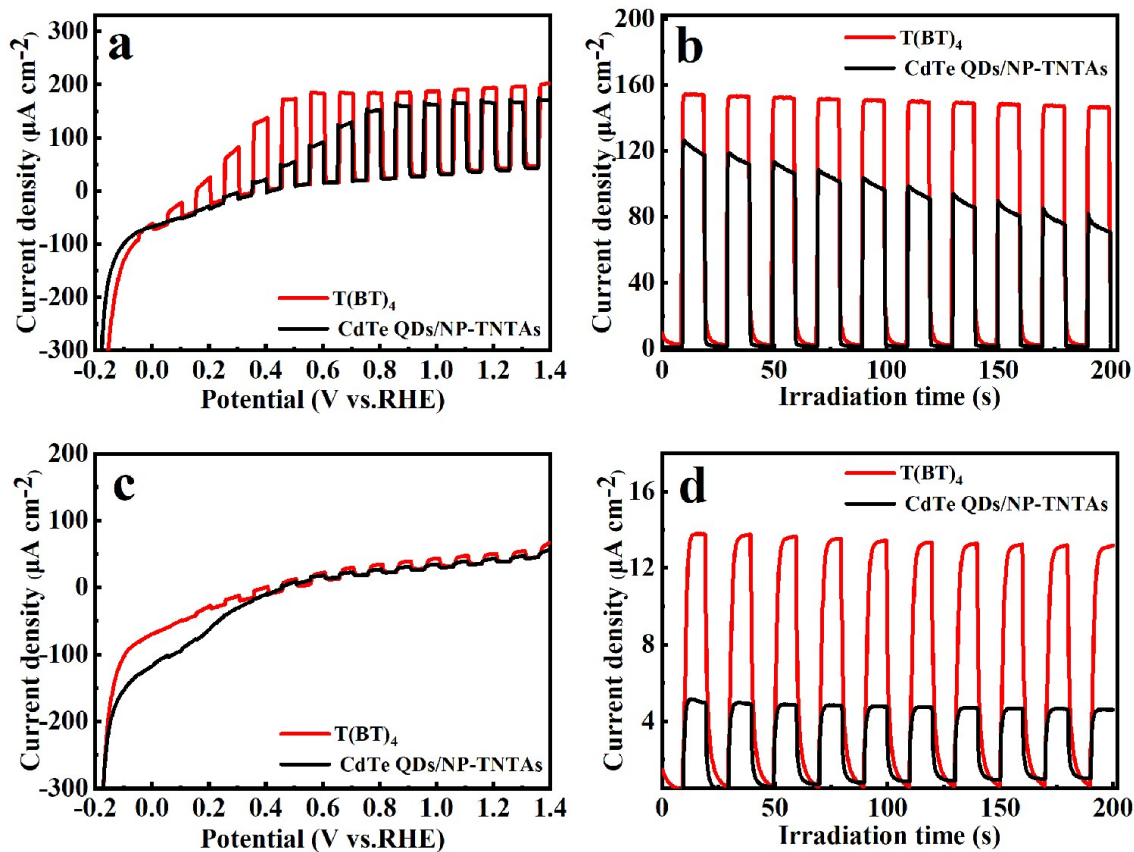 a
300
200
100
0
-100
-200
-300
Current density (µA cm⁻²)
T(BT)₄
CdTe QDs/NP-TNTAs
-0.2 0.0 0.2 0.4 0.6 0.8 1.0 1.2 1.4
Potential (V vs.RHE)
b
200
160
120
80
40
0
Current density (µA cm⁻²)
T(BT)₄
CdTe QDs/NP-TNTAs
0 50 100 150 200
Irradiation time (s)
c
200
100
0
-100
-200
-300
Current density (µA cm⁻²)
T(BT)₄
CdTe QDs/NP-TNTAs
-0.2 0.0 0.2 0.4 0.6 0.8 1.0 1.2 1.4
Potential (V vs.RHE)
d
16
12
8
4
Current density (µA cm⁻²)
T(BT)₄
CdTe QDs/NP-TNTAs
0 50 100 150 200
Irradiation time (s)